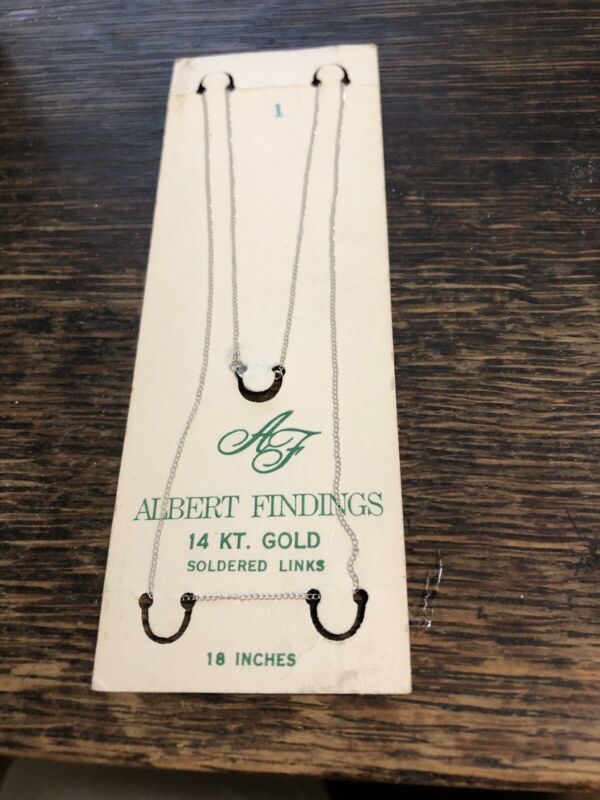 1
AF
ALBERT FINDINGS
14 KT. GOLD
SOLDERED LINKS
18 INCHES